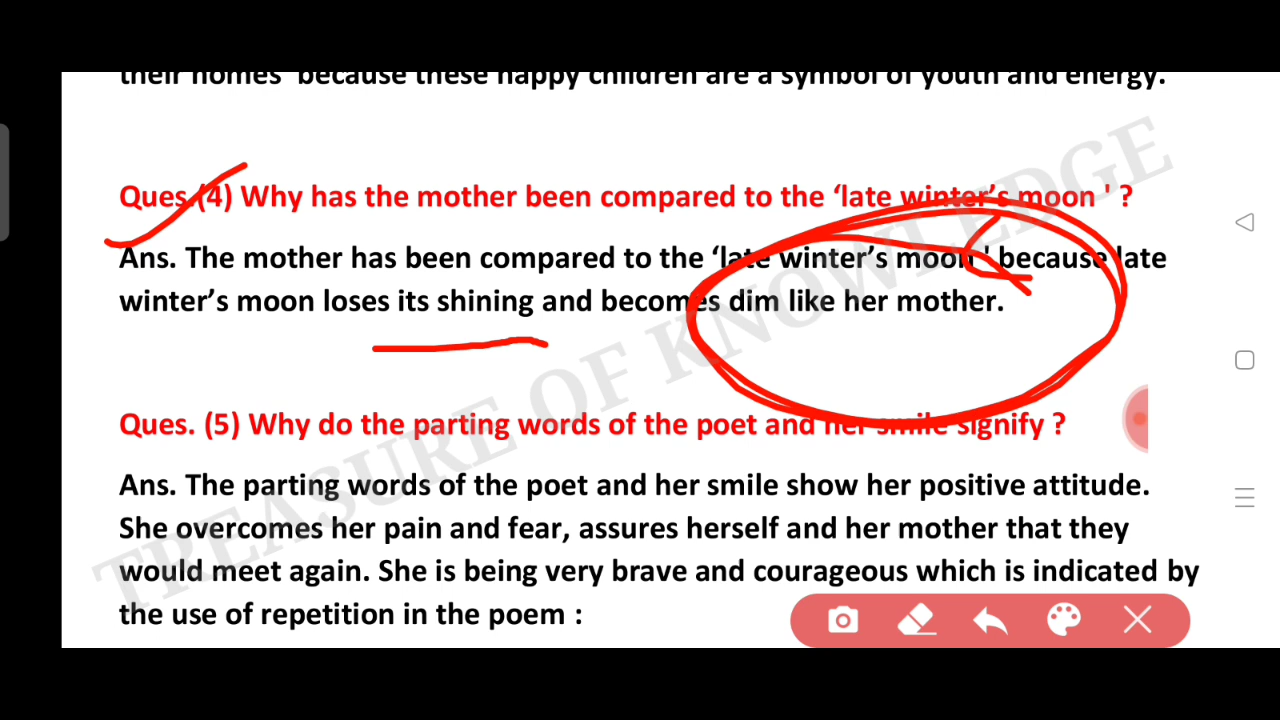 their homes' because these happy children are a symbol of youth and energy.
Ques.(4) Why has the mother been compared to the ‘late winter’s moon ' ?
Ans. The mother has been compared to the ‘late winter’s moon ' because late
winter’s moon loses its shining and becomes dim like her mother.
Ques. (5) Why do the parting words of the poet and her smile signify ?
Ans. The parting words of the poet and her smile show her positive attitude.
She overcomes her pain and fear, assures herself and her mother that they
would meet again. She is being very brave and courageous which is indicated by
the use of repetition in the poem :
TREASURE OF KNOWLEDGE